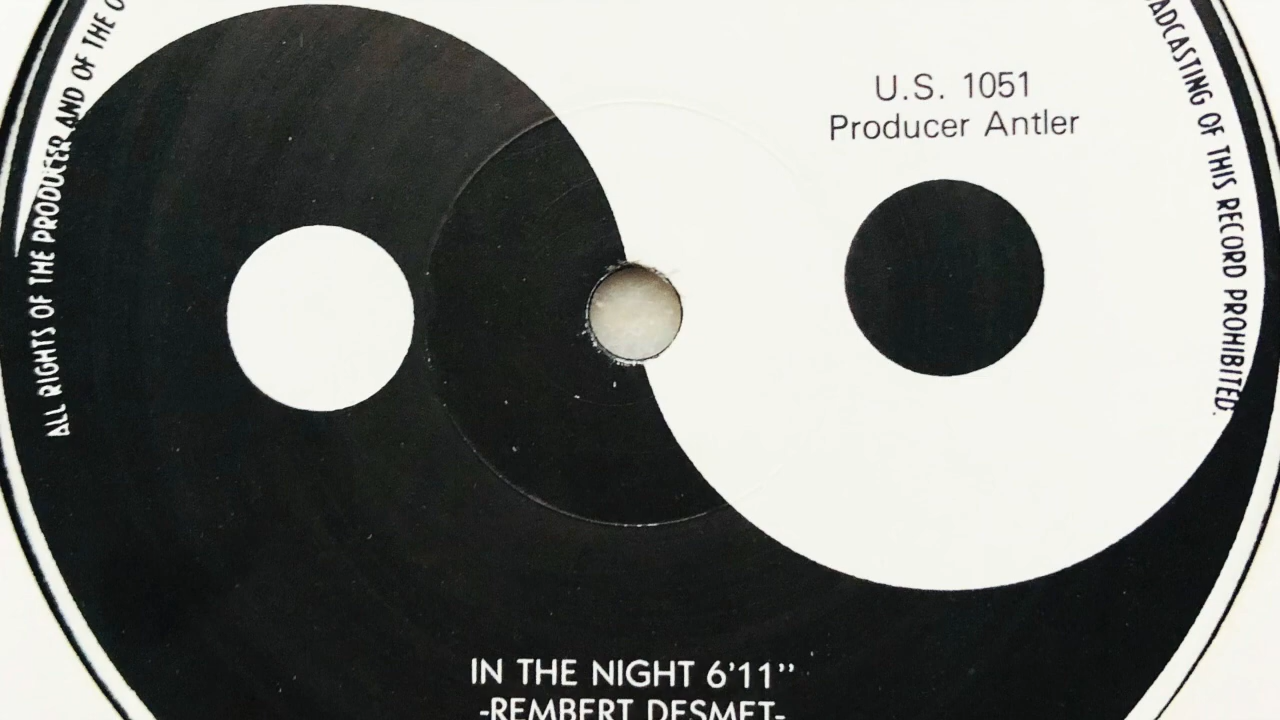 ALL RIGHTS OF THE PRODUCER AND OF THE
OF THIS RECORD PROHIBITED.
U.S. 1051
Producer Antler
IN THE NIGHT 6'11''
-REMBERT DESMET-